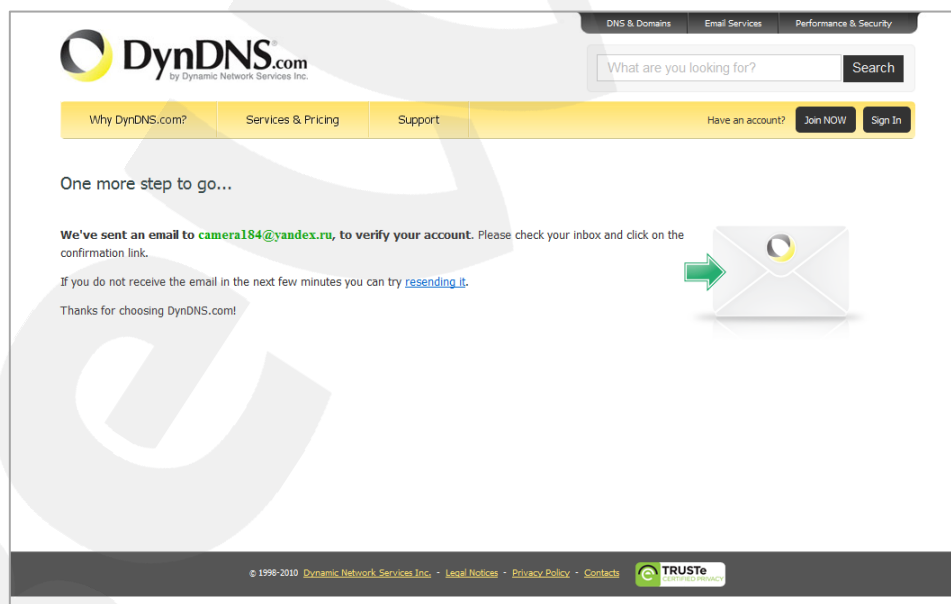 DNS & Domains Email Services Performance & Security
DynDNS.com
by Dynamic Network Services Inc.
What are you looking for? Search
Why DynDNS.com? Services & Pricing Support Have an account? Join NOW Sign In
One more step to go...
We've sent an email to camera184@yandex.ru, to verify your account. Please check your inbox and click on the
confirmation link.
If you do not receive the email in the next few minutes you can try resending it.
Thanks for choosing DynDNS.com!
© 1998-2010 Dynamic Network Services Inc. - Legal Notices - Privacy Policy - Contacts TRUSTe
CERTIFIED PRIVACY